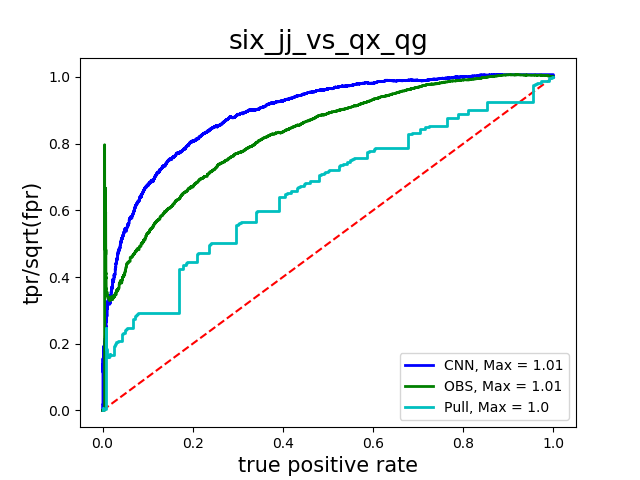 six_jj_vs_qx_qg
tpr/sqrt(fpr)
1.0
0.8
0.6
0.4
0.2
0.0
CNN, Max = 1.01
OBS, Max = 1.01
Pull, Max = 1.0
0.0 0.2 0.4 0.6 0.8 1.0
true positive rate